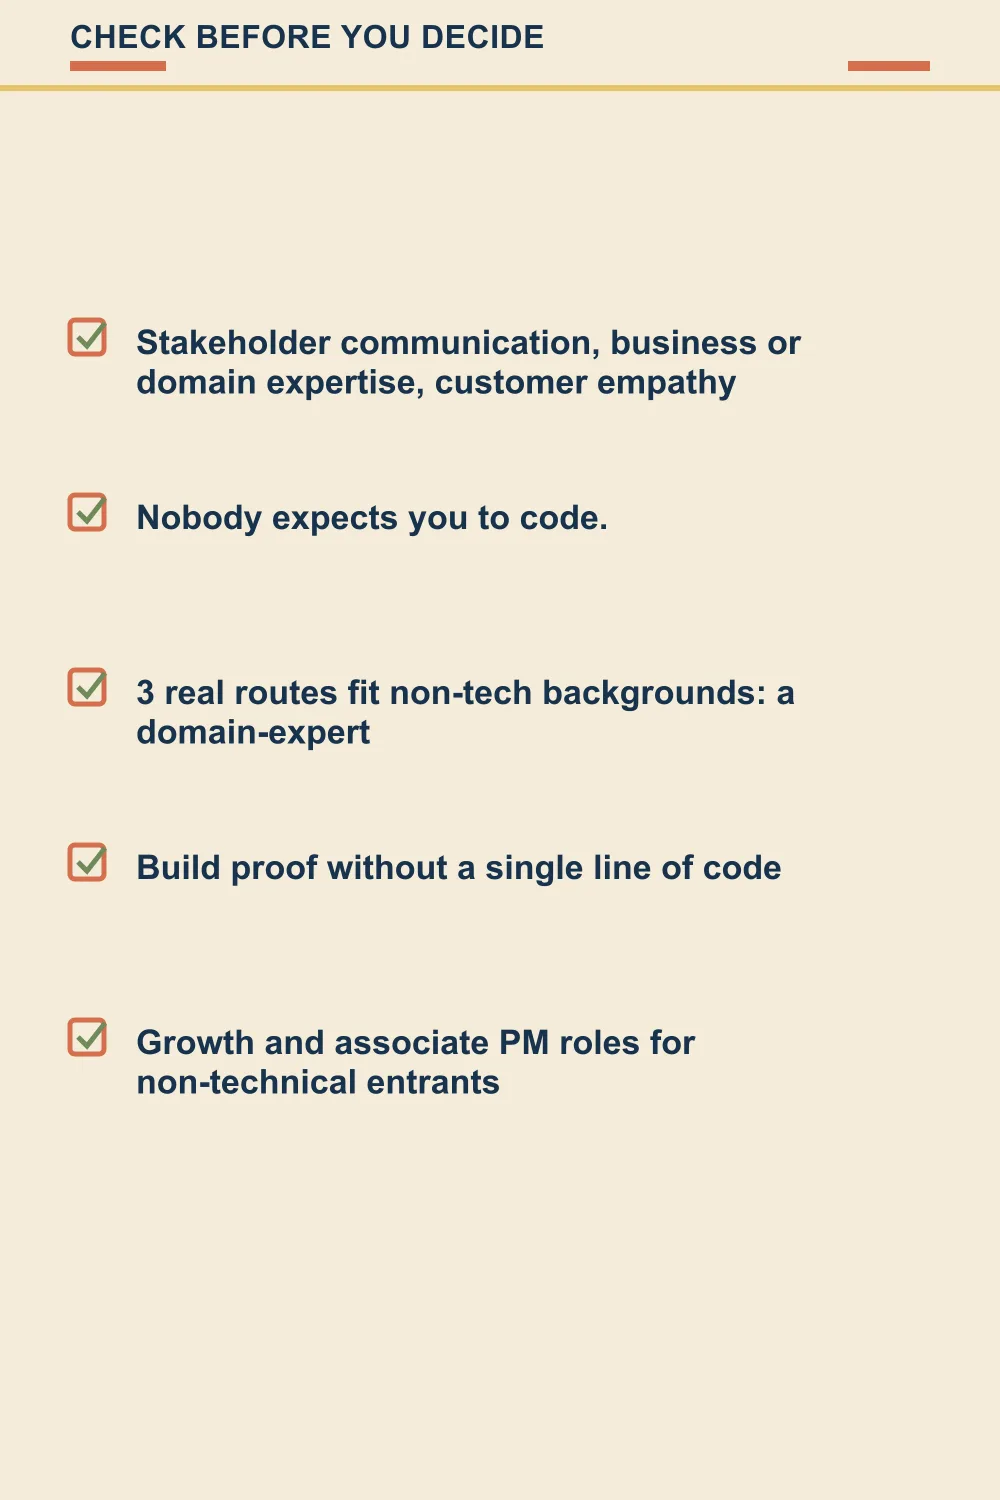 CHECK BEFORE YOU DECIDE
Stakeholder communication, business or
domain expertise, customer empathy
Nobody expects you to code.
3 real routes fit non-tech backgrounds: a
domain-expert
Build proof without a single line of code
Growth and associate PM roles for
non-technical entrants